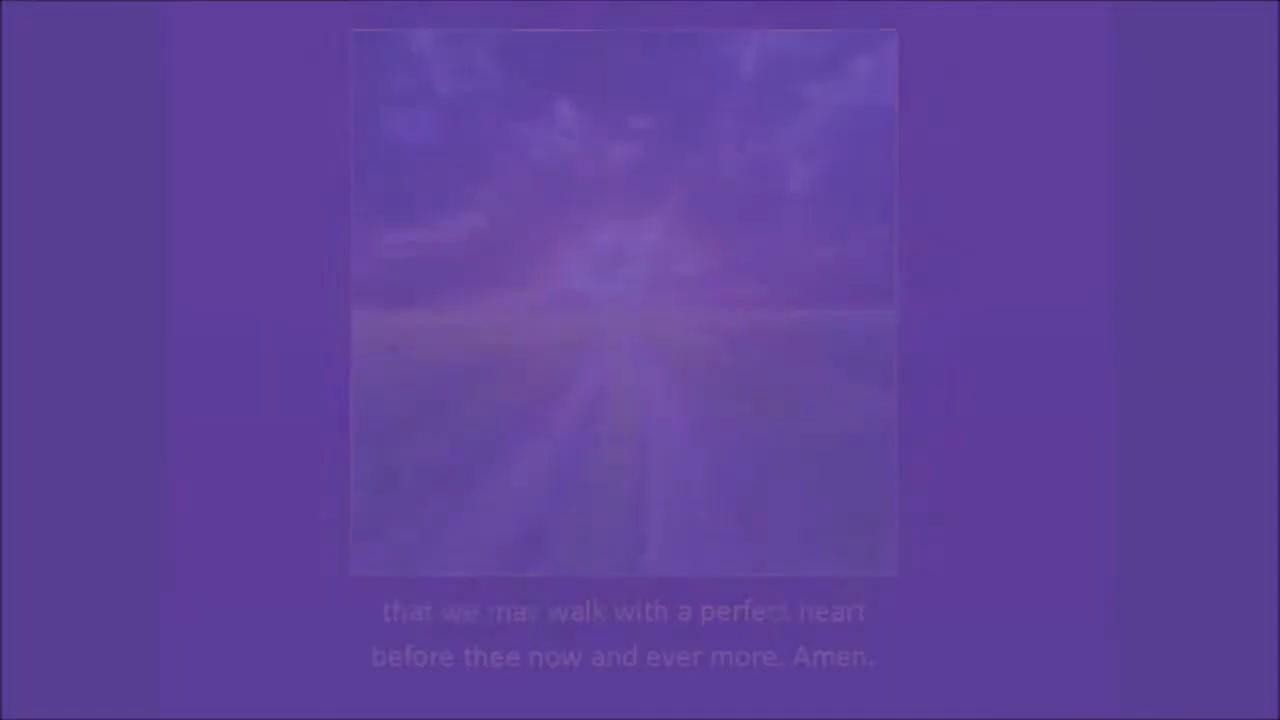 that we may walk with a perfect heart
before thee now and ever more. Amen.